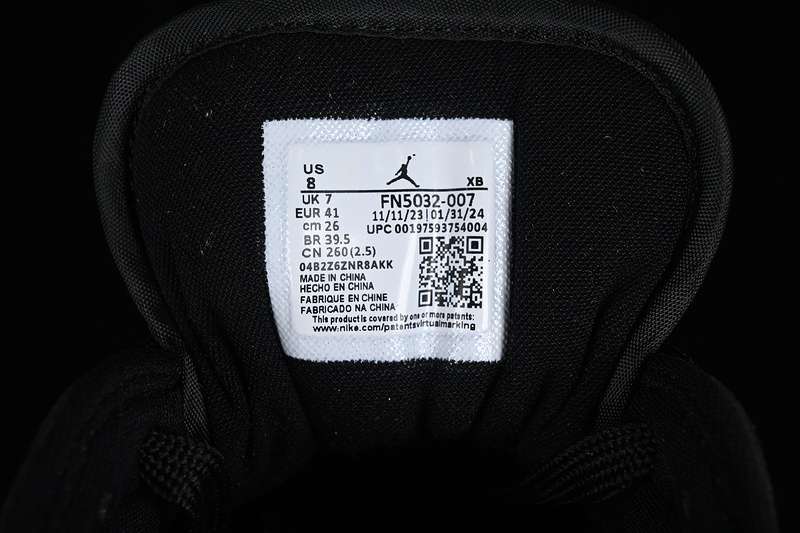 US
8 XB
UK 7 FN5032-007
EUR 41 11/11/23|01/31/24
cm 26 UPC 00197593754004
BR 39.5
CN 260(2.5)
04B2Z6ZNR8AKK
MADE IN CHINA
HECHO EN CHINA
FABRIQUE EN CHINE
FABRICADO NA CHINA
This product is covered by one or more patents:
www.nike.com/patentsvirtualmarking